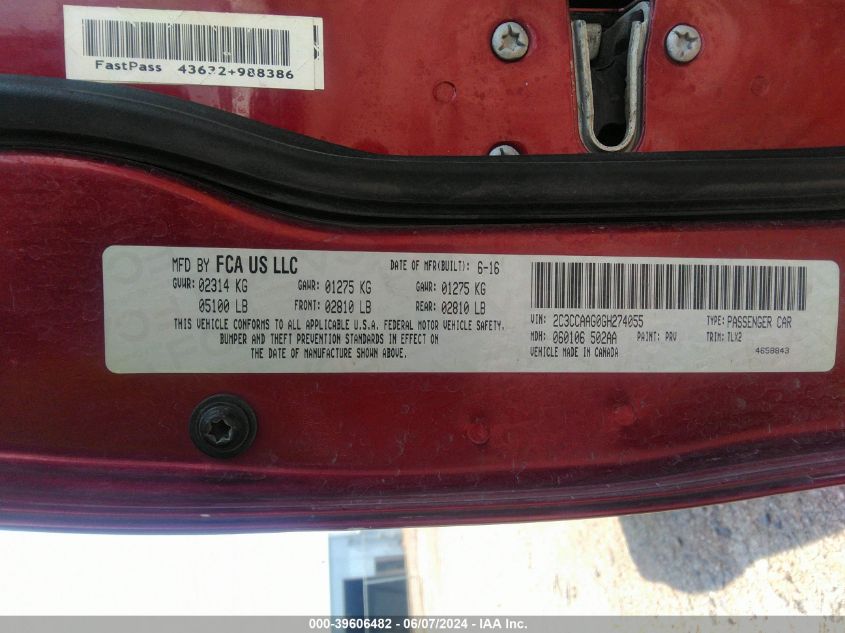 FastPass 43632+988386
MFD BY FCA US LLC
DATE OF MFR(BUILT): 6-16
GVWR: 02314 KG GAWR: 01275 KG GAWR: 01275 KG
05100 LB FRONT: 02810 LB REAR: 02810 LB
THIS VEHICLE CONFORMS TO ALL APPLICABLE U.S.A. FEDERAL MOTOR VEHICLE SAFETY,
BUMPER AND THEFT PREVENTION STANDARDS IN EFFECT ON
THE DATE OF MANUFACTURE SHOWN ABOVE.
VIN: 2C3CCAAG0GH274055 TYPE: PASSENGER CAR
MDH: 060106 502AA PAINT: PRV TRIM: TLX2
VEHICLE MADE IN CANADA 4658843
000-39606482 - 06/07/2024 - IAA Inc.